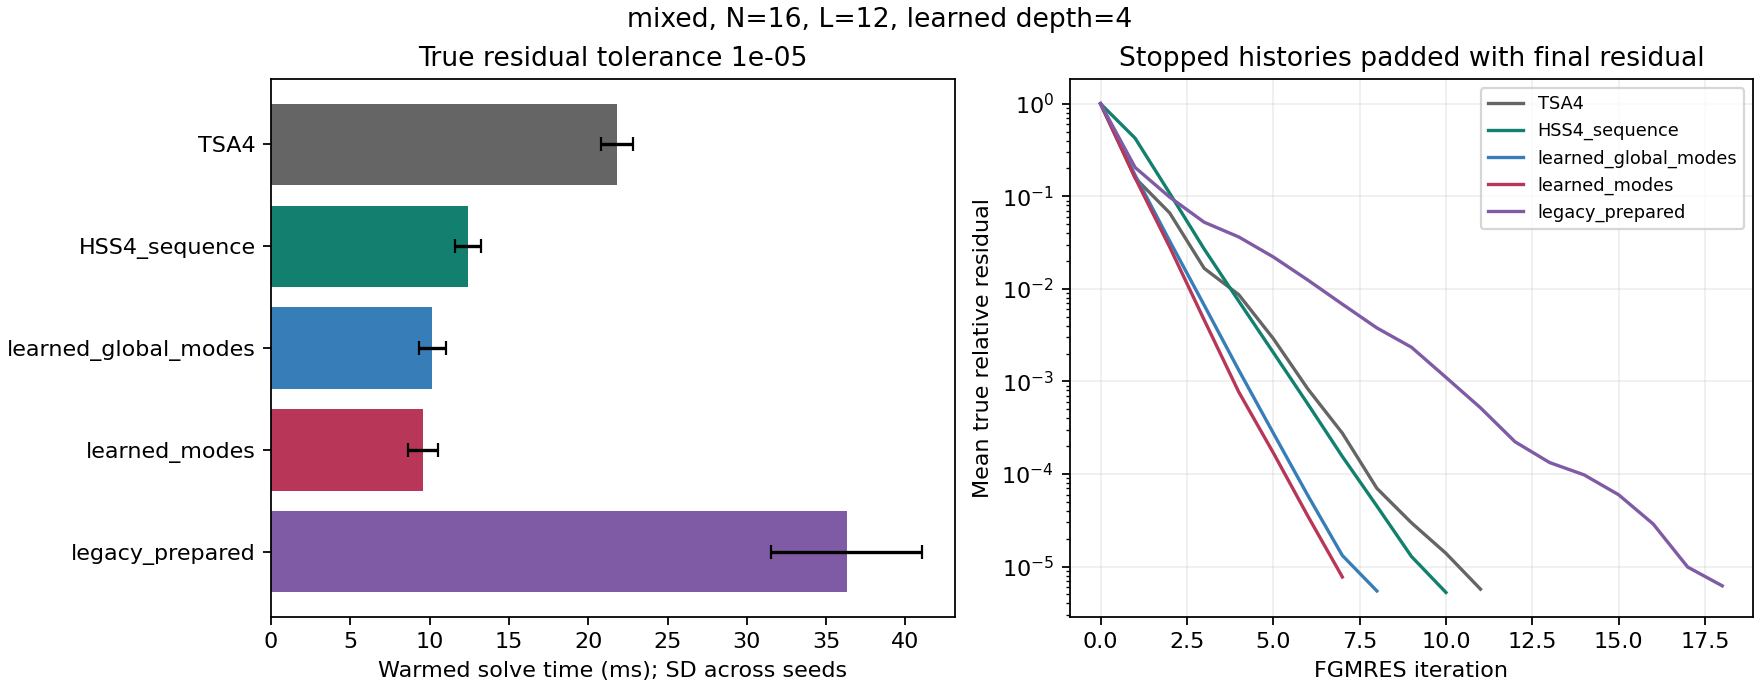 mixed, N=16, L=12, learned depth=4
True residual tolerance 1e-05
TSA4
HSS4_sequence
learned_global_modes
learned_modes
legacy_prepared
0 5 10 15 20 25 30 35 40
Warmed solve time (ms); SD across seeds
Stopped histories padded with final residual
Mean true relative residual
10⁰
10⁻¹
10⁻²
10⁻³
10⁻⁴
10⁻⁵
TSA4
HSS4_sequence
learned_global_modes
learned_modes
legacy_prepared
0.0 2.5 5.0 7.5 10.0 12.5 15.0 17.5
FGMRES iteration